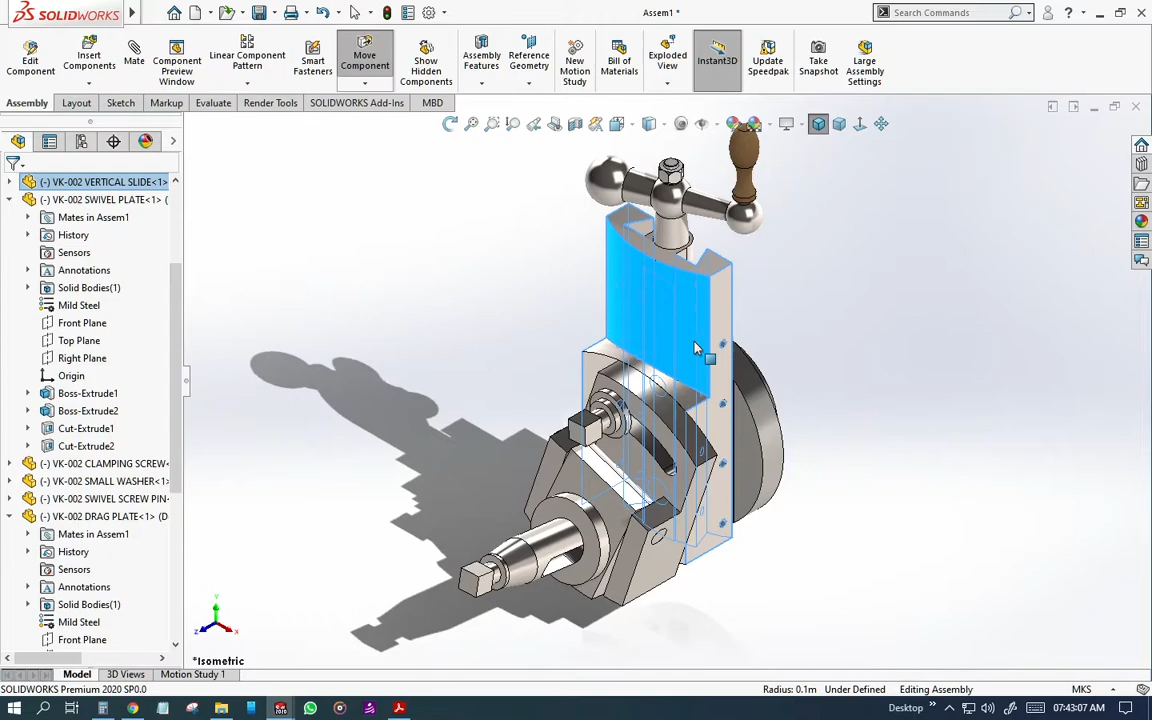 SOLIDWORKS
Assem1 *
Search Commands
Edit Component
Insert Components
Mate
Component Preview Window
Linear Component Pattern
Smart Fasteners
Move Component
Show Hidden Components
Assembly Features
Reference Geometry
New Motion Study
Bill of Materials
Exploded View
Instant3D
Update Speedpak
Take Snapshot
Large Assembly Settings
Assembly
Layout
Sketch
Markup
Evaluate
Render Tools
SOLIDWORKS Add-Ins
MBD
(-) VK-002 VERTICAL SLIDE<1>
(-) VK-002 SWIVEL PLATE<1> (
Mates in Assem1
History
Sensors
Annotations
Solid Bodies(1)
Mild Steel
Front Plane
Top Plane
Right Plane
Origin
Boss-Extrude1
Boss-Extrude2
Cut-Extrude1
Cut-Extrude2
(-) VK-002 CLAMPING SCREW<
(-) VK-002 SMALL WASHER<1>
(-) VK-002 SWIVEL SCREW PIN<
(-) VK-002 DRAG PLATE<1> (D
Mates in Assem1
History
Sensors
Annotations
Solid Bodies(1)
Mild Steel
Front Plane
*Isometric
Model
3D Views
Motion Study 1
SOLIDWORKS Premium 2020 SP0.0
Radius: 0.1m
Under Defined
Editing Assembly
MKS
Desktop
07:43:07 AM